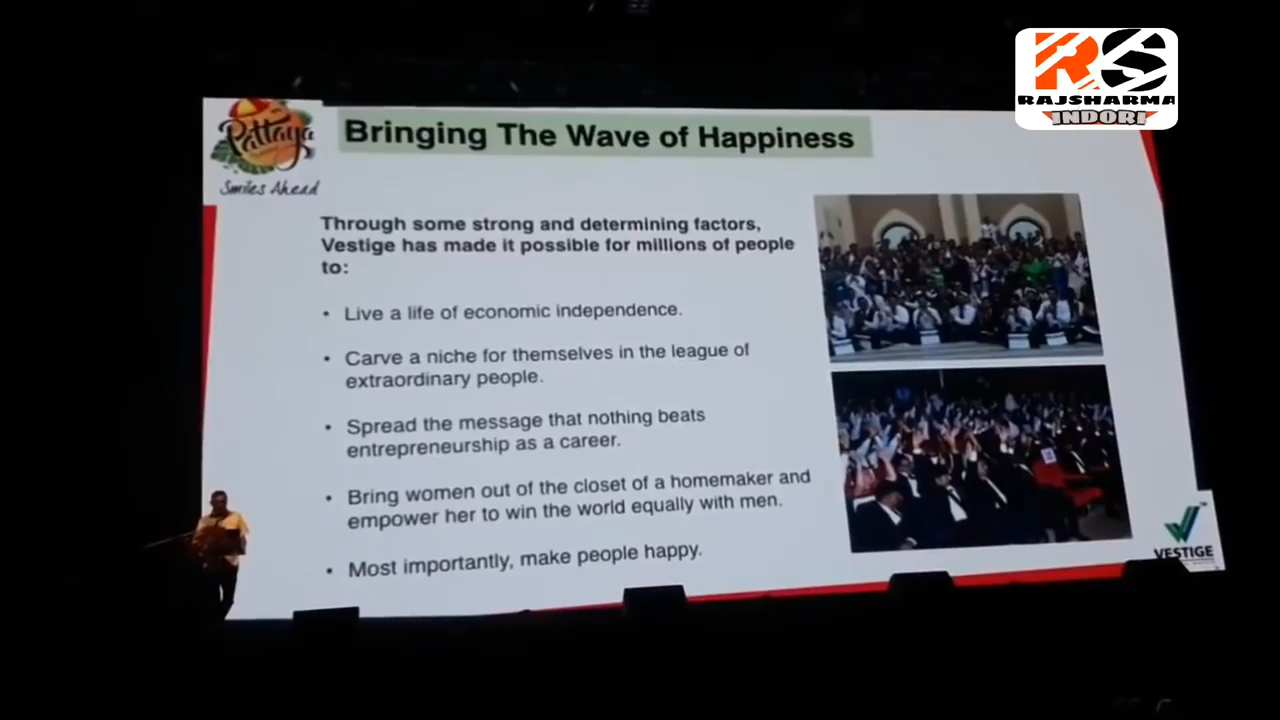 RS
RAJSHARMA
INDORI
Pattaya
Smiles Ahead
Bringing The Wave of Happiness
Through some strong and determining factors,
Vestige has made it possible for millions of people
to:
• Live a life of economic independence.
• Carve a niche for themselves in the league of
extraordinary people.
• Spread the message that nothing beats
entrepreneurship as a career.
• Bring women out of the closet of a homemaker and
empower her to win the world equally with men.
• Most importantly, make people happy.
VESTIGE